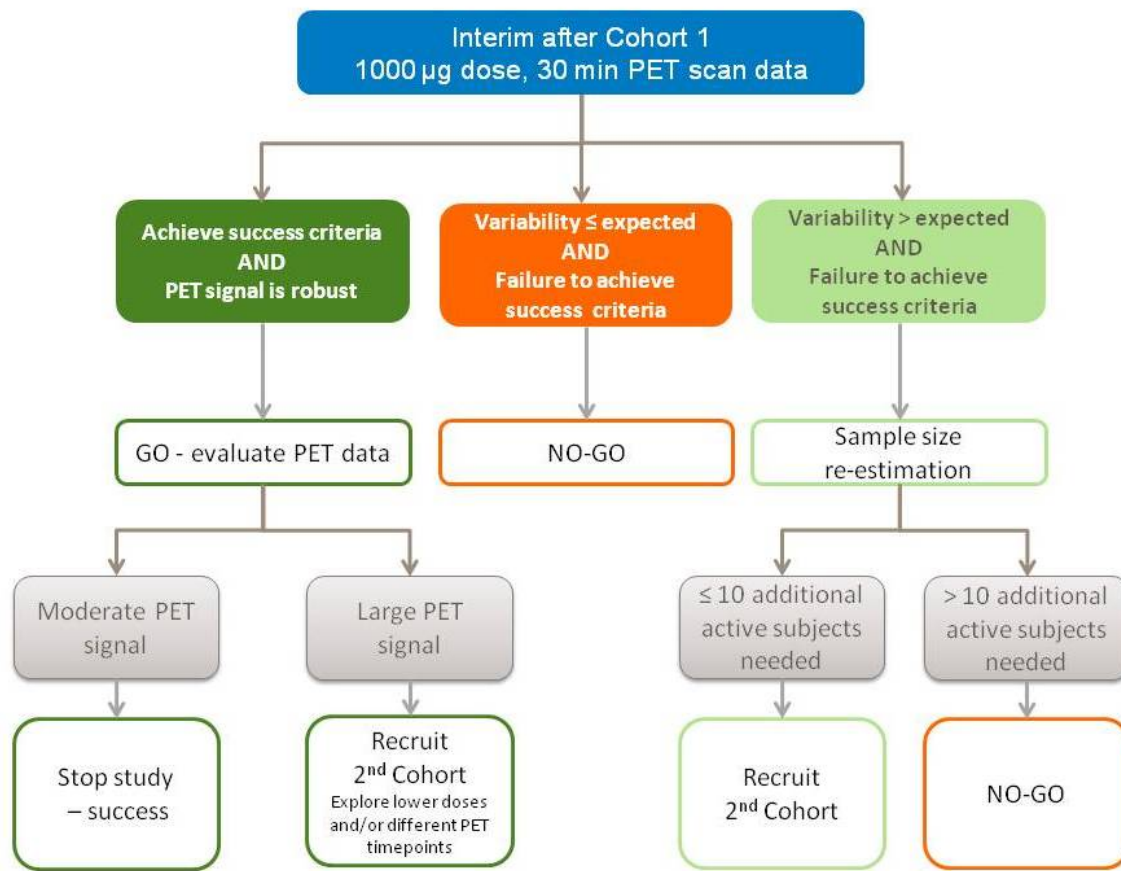 Interim after Cohort 1
1000 µg dose, 30 min PET scan data
Achieve success criteria
AND
PET signal is robust
Variability ≤ expected
AND
Failure to achieve
success criteria
Variability > expected
AND
Failure to achieve
success criteria
GO - evaluate PET data
NO-GO
Sample size
re-estimation
Moderate PET
signal
Large PET
signal
≤ 10 additional
active subjects
needed
> 10 additional
active subjects
needed
Stop study
– success
Recruit
2nd Cohort
Explore lower doses
and/or different PET
timepoints
Recruit
2nd Cohort
NO-GO